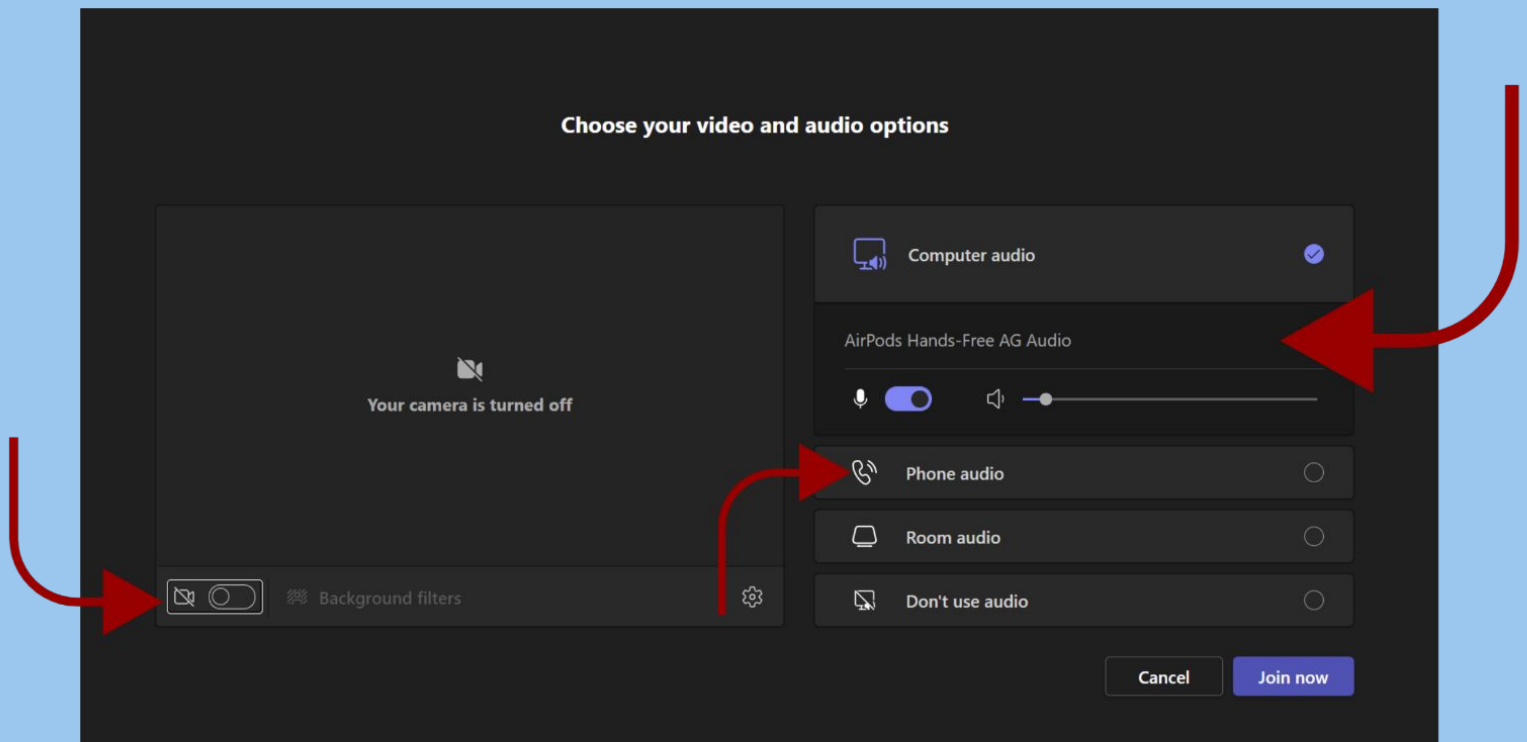 Choose your video and audio options
Your camera is turned off
Background filters
Computer audio
AirPods Hands-Free AG Audio
Phone audio
Room audio
Don't use audio
Cancel
Join now